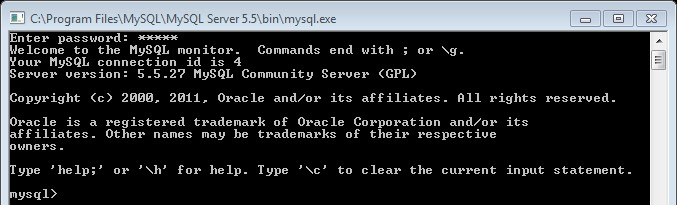 C:\Program Files\MySQL\MySQL Server 5.5\bin\mysql.exe
Enter password: *****
Welcome to the MySQL monitor.  Commands end with ; or \g.
Your MySQL connection id is 4
Server version: 5.5.27 MySQL Community Server (GPL)
Copyright (c) 2000, 2011, Oracle and/or its affiliates. All rights reserved.
Oracle is a registered trademark of Oracle Corporation and/or its
affiliates. Other names may be trademarks of their respective
owners.
Type 'help;' or '\h' for help. Type '\c' to clear the current input statement.
mysql>